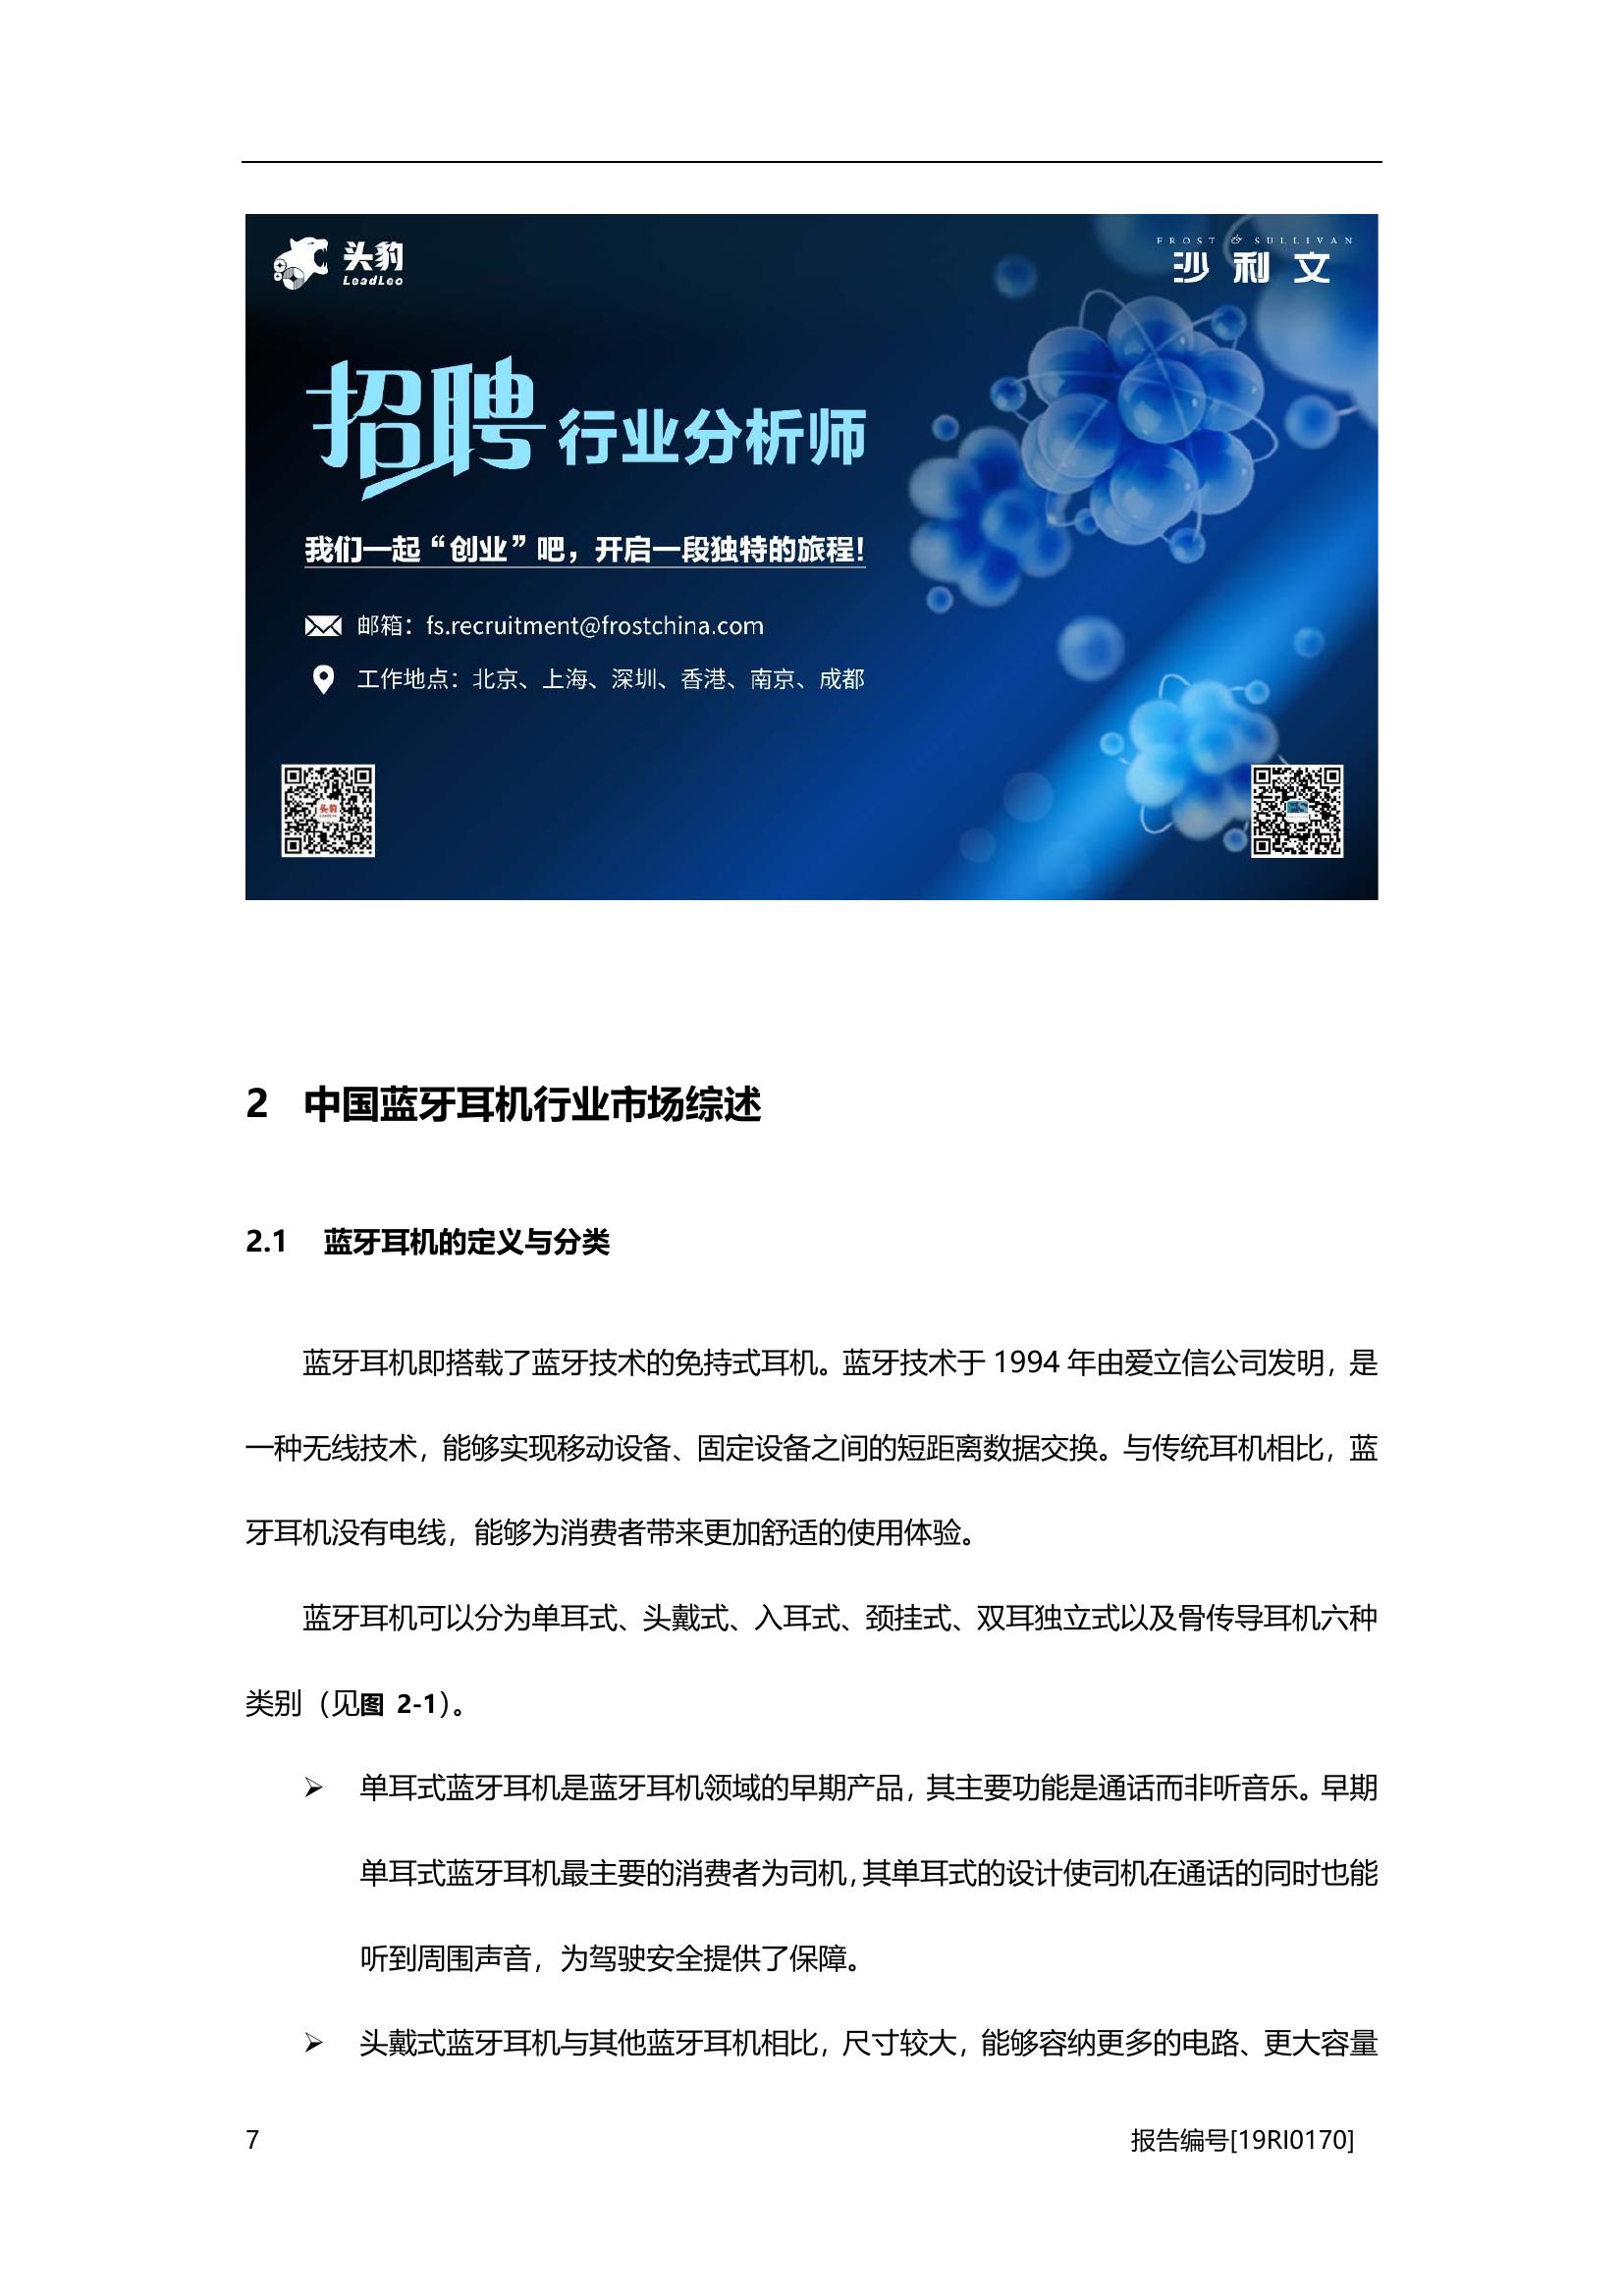 头豹
LeadLeo
FROST & SULLIVAN
沙利文
招聘 行业分析师
我们一起“创业”吧，开启一段独特的旅程！
邮箱：fs.recruitment@frostchina.com
工作地点：北京、上海、深圳、香港、南京、成都
头豹
2 中国蓝牙耳机行业市场综述
2.1 蓝牙耳机的定义与分类
蓝牙耳机即搭载了蓝牙技术的免持式耳机。蓝牙技术于 1994 年由爱立信公司发明，是
一种无线技术，能够实现移动设备、固定设备之间的短距离数据交换。与传统耳机相比，蓝
牙耳机没有电线，能够为消费者带来更加舒适的使用体验。
蓝牙耳机可以分为单耳式、头戴式、入耳式、颈挂式、双耳独立式以及骨传导耳机六种
类别（见图 2-1）。
➢ 单耳式蓝牙耳机是蓝牙耳机领域的早期产品，其主要功能是通话而非听音乐。早期
单耳式蓝牙耳机最主要的消费者为司机，其单耳式的设计使司机在通话的同时也能
听到周围声音，为驾驶安全提供了保障。
➢ 头戴式蓝牙耳机与其他蓝牙耳机相比，尺寸较大，能够容纳更多的电路、更大容量
7 报告编号[19RI0170]